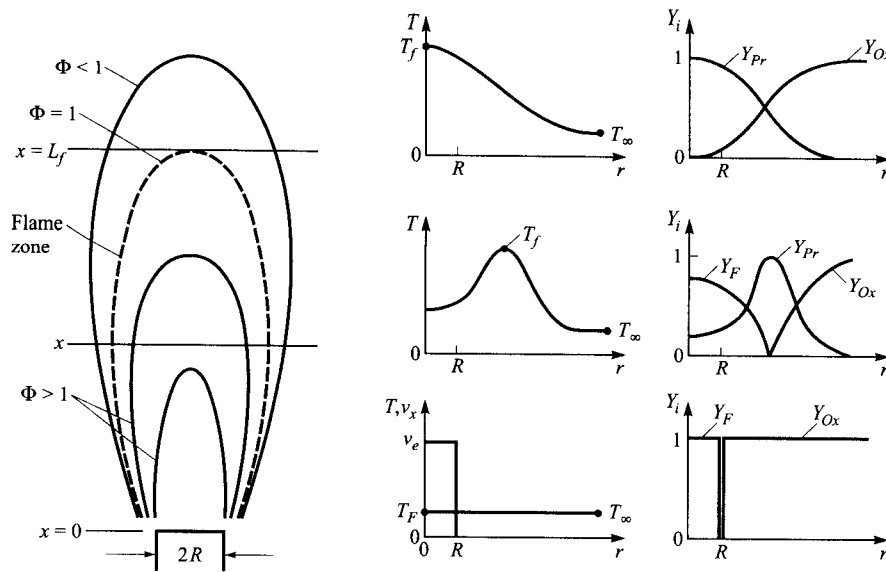 Φ < 1
Φ = 1
x = L_f
Flame
zone
x
Φ > 1
x = 0
2R
T
T_f
T_∞
0
R
r
Y_i
1
Y_Pr
Y_Ox
0
R
r
T
T_f
T_∞
0
R
r
Y_i
1
Y_F
Y_Pr
Y_Ox
0
R
r
T, v_x
v_e
T_F
T_∞
0
R
r
Y_i
Y_F
Y_Ox
1
0
R
r